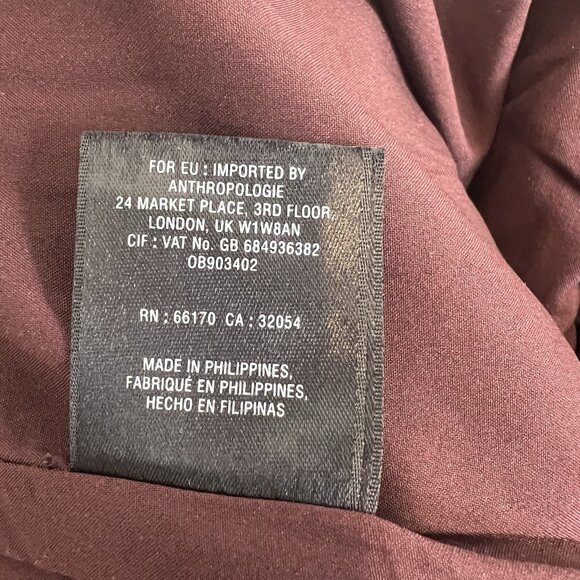 FOR EU : IMPORTED BY
ANTHROPOLOGIE
24 MARKET PLACE, 3RD FLOOR,
LONDON, UK W1W8AN
CIF : VAT No. GB 684936382
OB903402
RN : 66170 CA : 32054
MADE IN PHILIPPINES,
FABRIQUÉ EN PHILIPPINES,
HECHO EN FILIPINAS